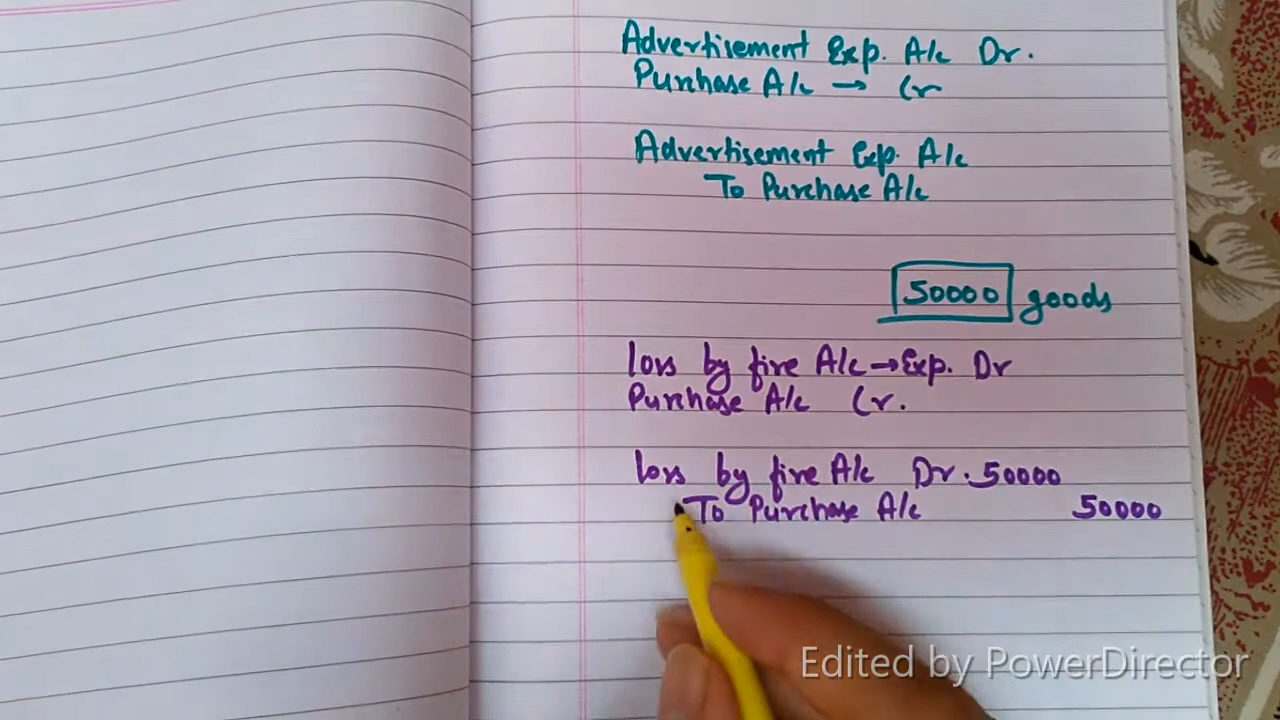 Advertisement Exp. A/c Dr.
Purchase A/c → Cr
Advertisement Exp. A/c
To Purchase A/c
50000 goods
loss by fire A/c → Exp. Dr
Purchase A/c Cr.
loss by fire A/c Dr. 50000
To Purchase A/c 50000
Edited by PowerDirector